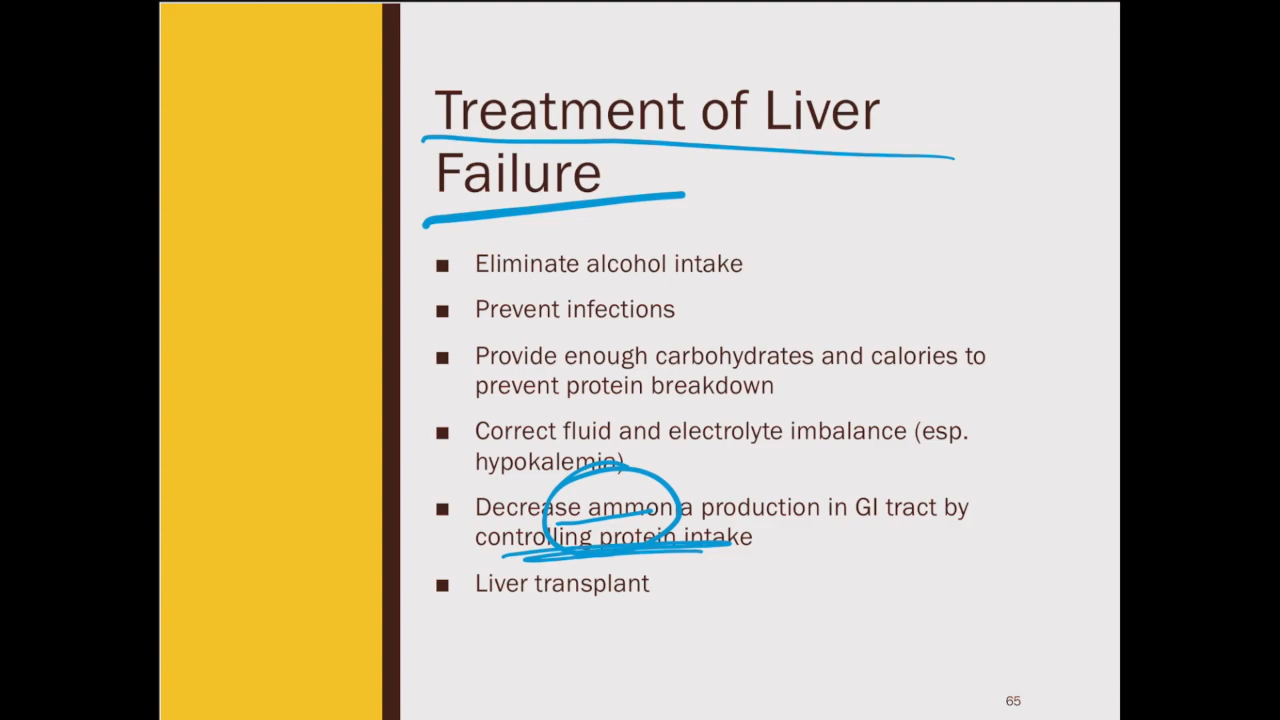 Treatment of Liver
Failure
■ Eliminate alcohol intake
■ Prevent infections
■ Provide enough carbohydrates and calories to
prevent protein breakdown
■ Correct fluid and electrolyte imbalance (esp.
hypokalemia)
■ Decrease ammonia production in GI tract by
controlling protein intake
■ Liver transplant
65